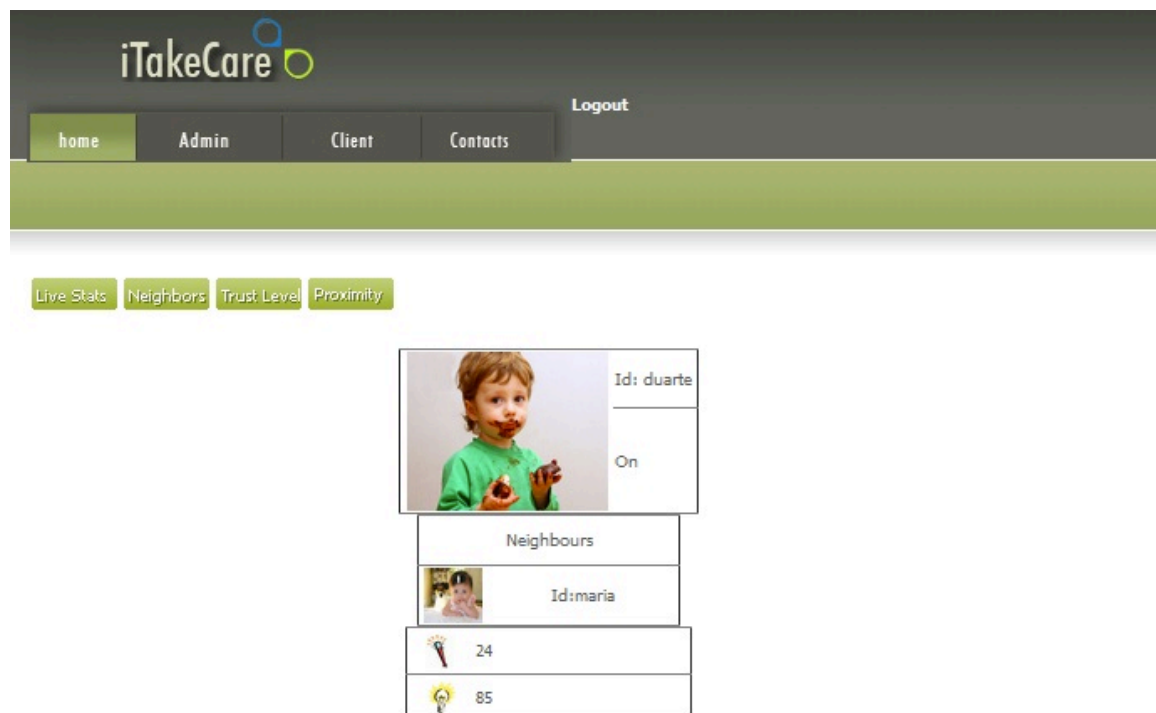 iTakeCare
Logout
home Admin Client Contacts
Live Stats Neighbors Trust Level Proximity
Id: duarte
On
Neighbours
Id:maria
24
85